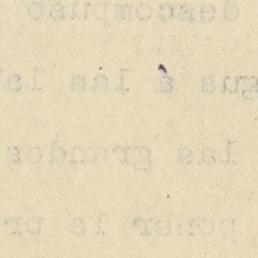 descompuso
gua á las la
las grandes
poner la pr